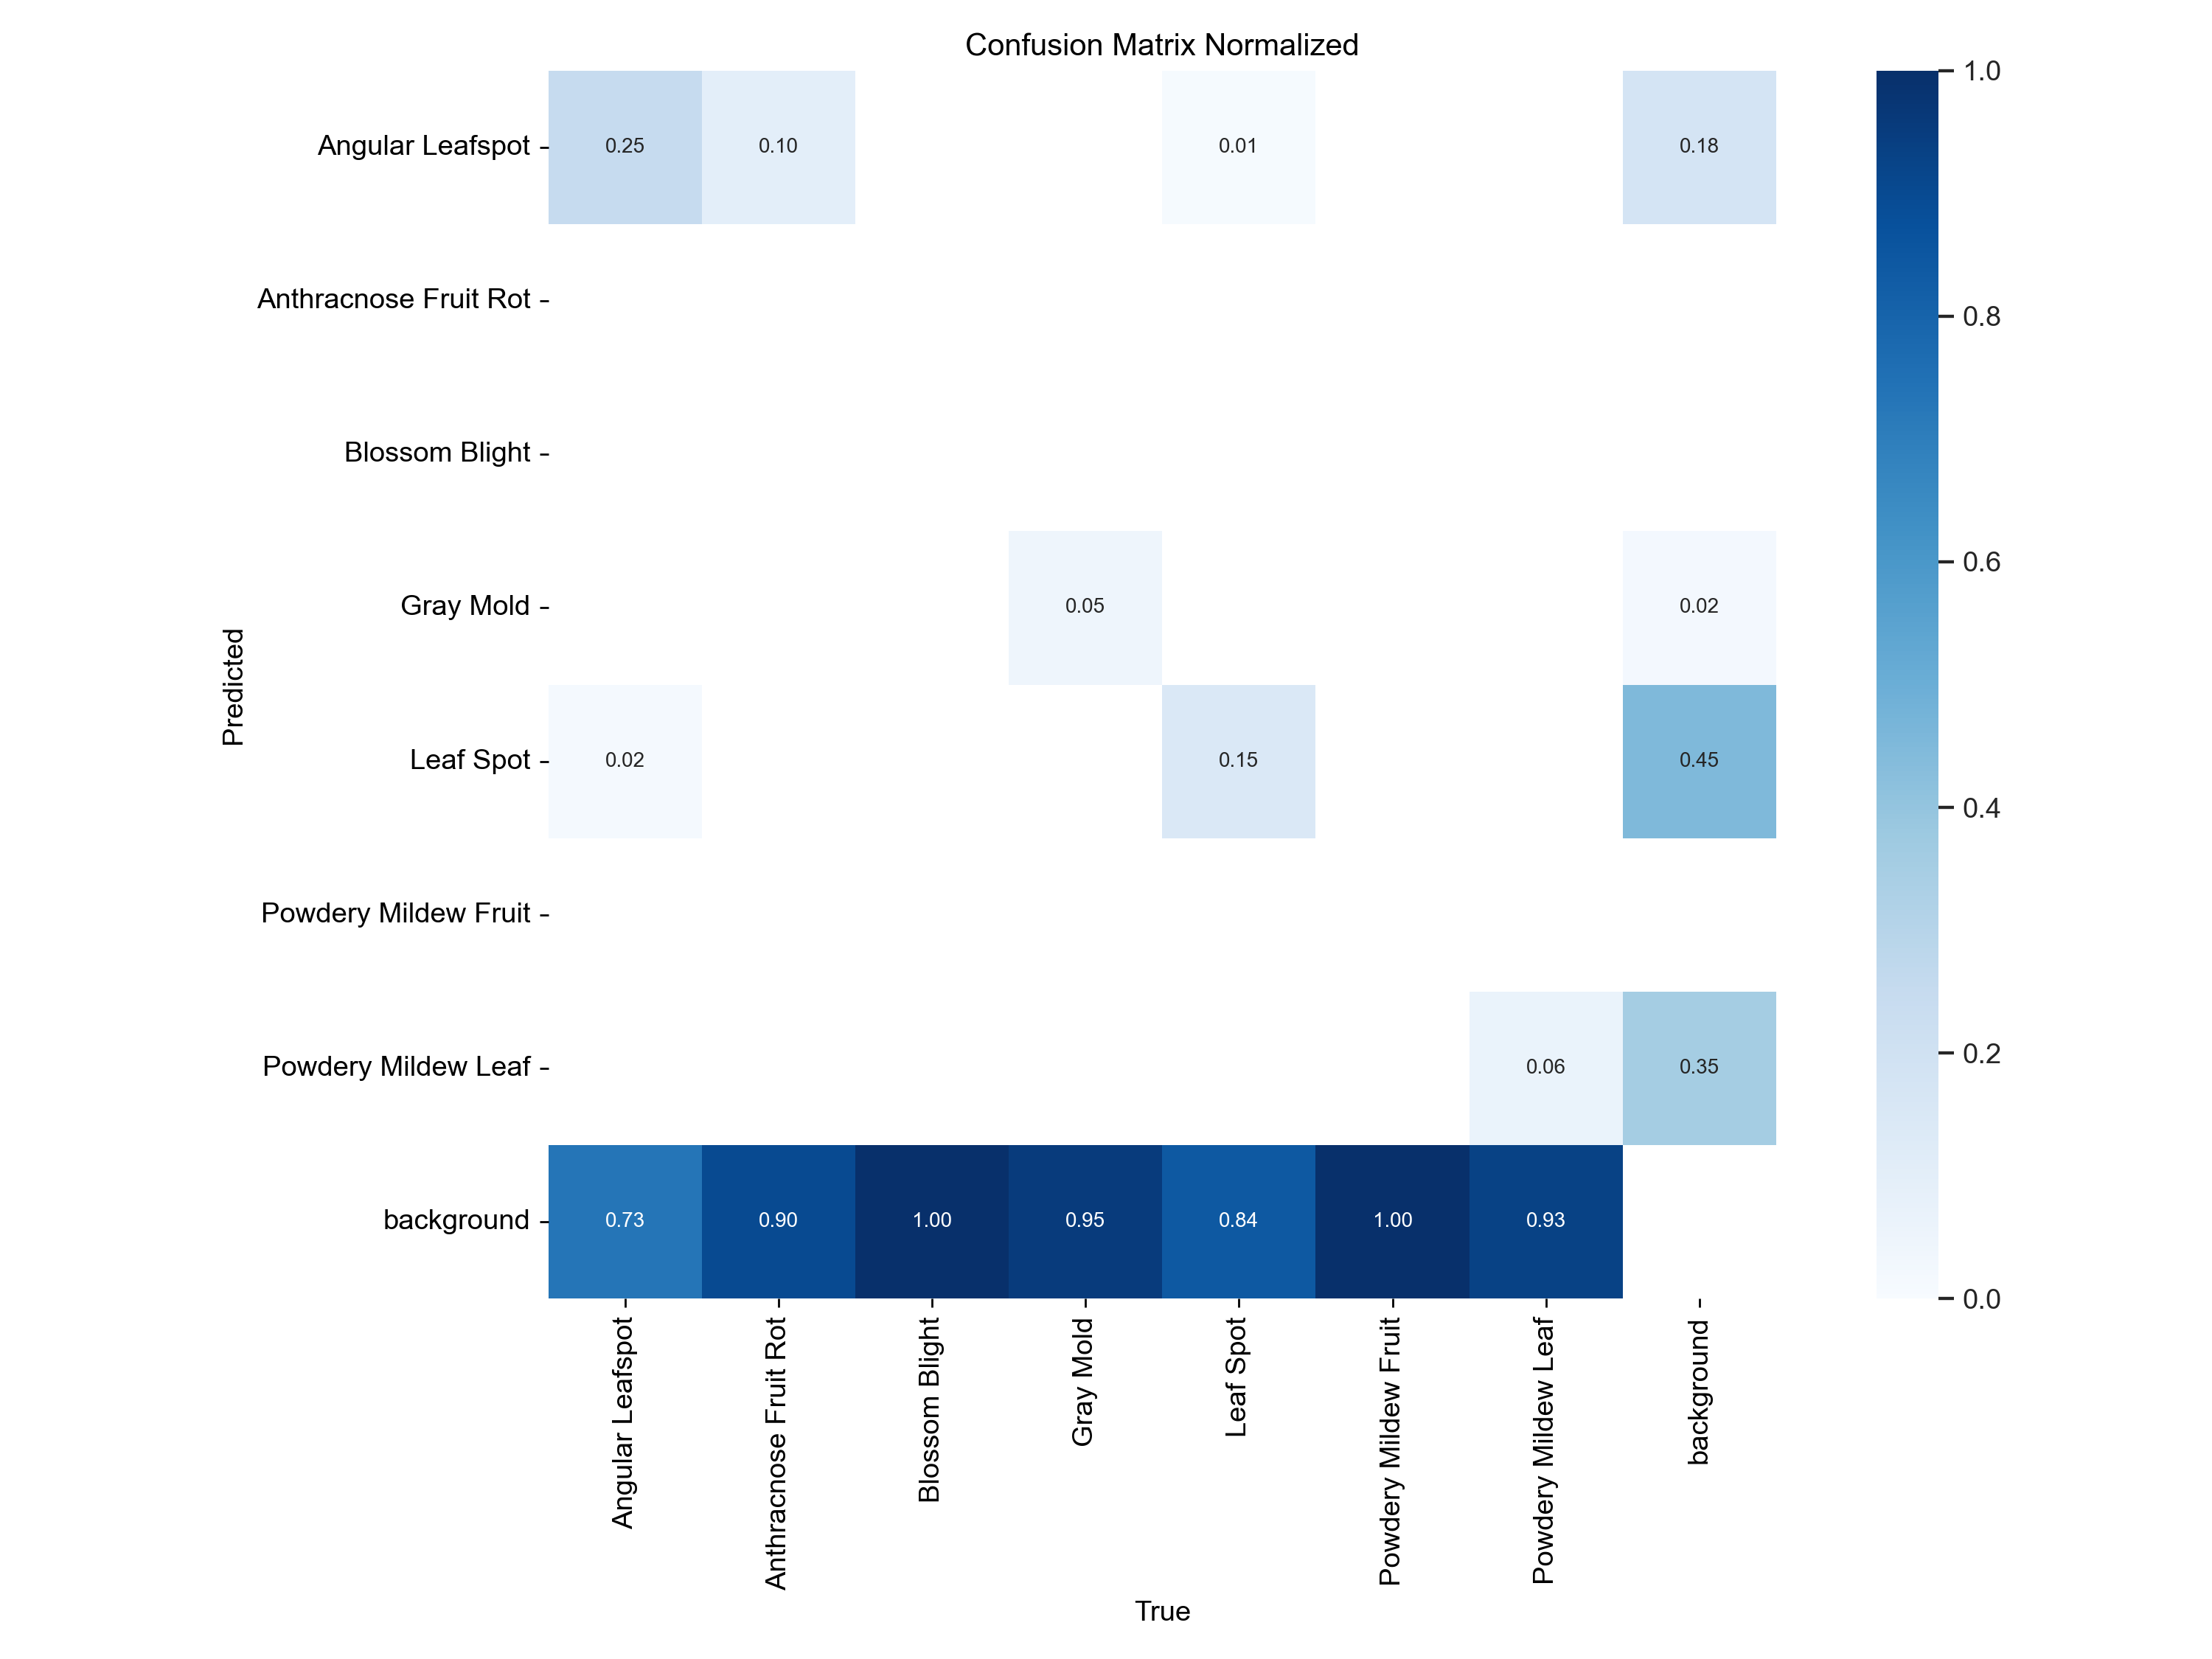 Confusion Matrix Normalized
Angular Leafspot 0.25 0.10 0.01 0.18
Anthracnose Fruit Rot
Blossom Blight
Gray Mold 0.05 0.02
Leaf Spot 0.02 0.15 0.45
Powdery Mildew Fruit
Powdery Mildew Leaf 0.06 0.35
background 0.73 0.90 1.00 0.95 0.84 1.00 0.93
Predicted
Angular Leafspot
Anthracnose Fruit Rot
Blossom Blight
Gray Mold
Leaf Spot
Powdery Mildew Fruit
Powdery Mildew Leaf
background
True
1.0
0.8
0.6
0.4
0.2
0.0